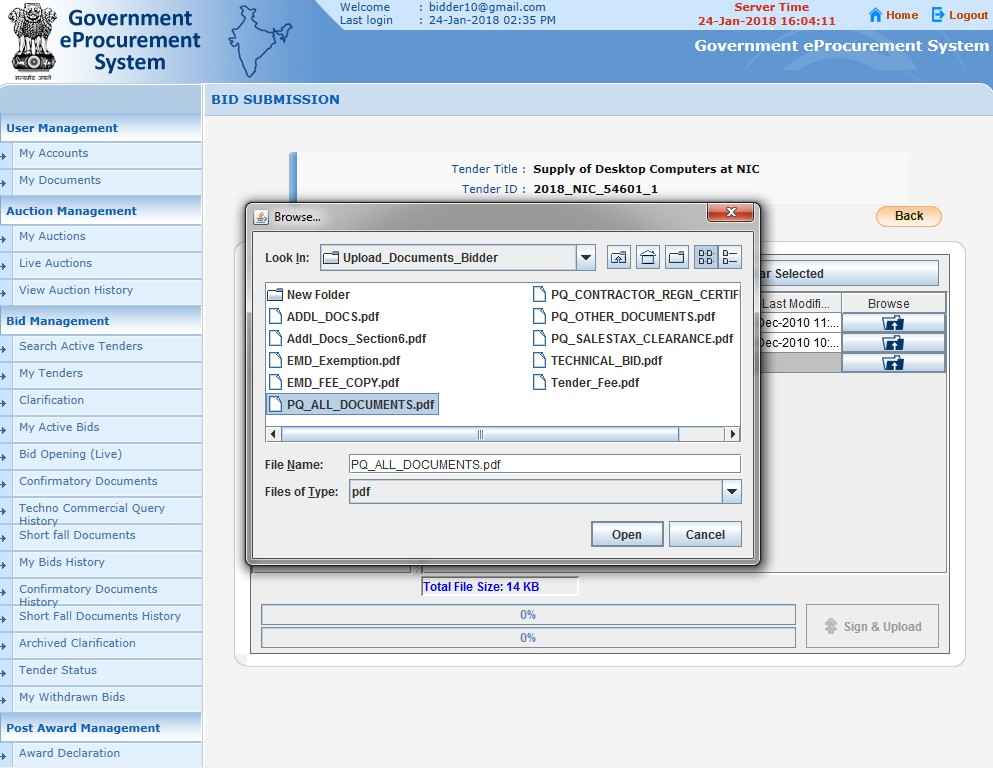 Government
eProcurement
System
सत्यमेव जयते
Welcome : bidder10@gmail.com
Last login : 24-Jan-2018 02:35 PM
Server Time
24-Jan-2018 16:04:11
Home
Logout
Government eProcurement System
BID SUBMISSION
User Management
My Accounts
My Documents
Auction Management
My Auctions
Live Auctions
View Auction History
Bid Management
Search Active Tenders
My Tenders
Clarification
My Active Bids
Bid Opening (Live)
Confirmatory Documents
Techno Commercial Query
History
Short fall Documents
My Bids History
Confirmatory Documents
History
Short Fall Documents History
Archived Clarification
Tender Status
My Withdrawn Bids
Post Award Management
Award Declaration
Tender Title : Supply of Desktop Computers at NIC
Tender ID : 2018_NIC_54601_1
Back
Browse...
Look In: Upload_Documents_Bidder
New Folder
ADDL_DOCS.pdf
Addl_Docs_Section6.pdf
EMD_Exemption.pdf
EMD_FEE_COPY.pdf
PQ_ALL_DOCUMENTS.pdf
PQ_CONTRACTOR_REGN_CERTIFI
PQ_OTHER_DOCUMENTS.pdf
PQ_SALESTAX_CLEARANCE.pdf
TECHNICAL_BID.pdf
Tender_Fee.pdf
File Name: PQ_ALL_DOCUMENTS.pdf
Files of Type: pdf
Open
Cancel
ar Selected
Last Modifi... Browse
Dec-2010 11:...
Dec-2010 10:...
Total File Size: 14 KB
0%
0%
Sign & Upload